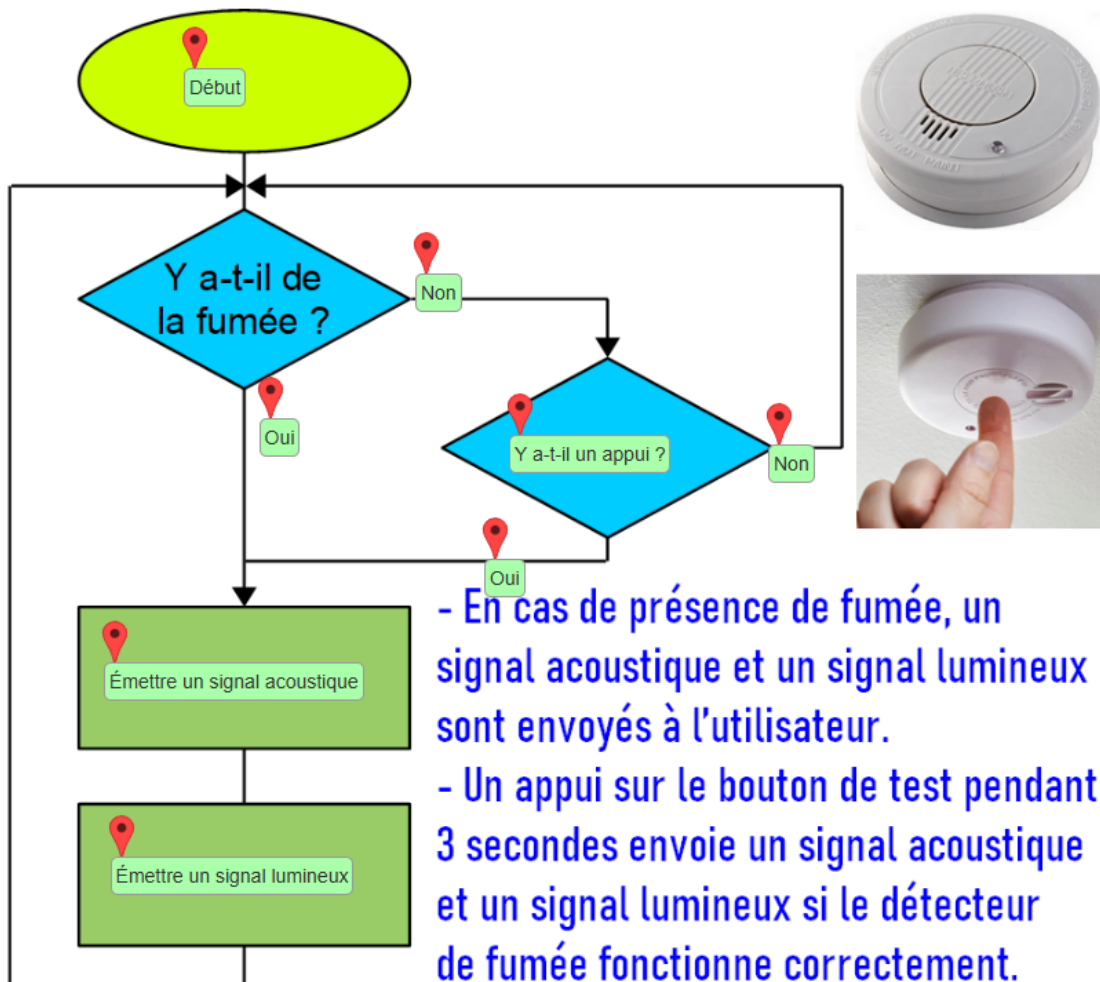 Début
Y a-t-il de
la fumée ?
Non
Oui
Y a-t-il un appui ?
Non
Oui
Émettre un signal acoustique
Émettre un signal lumineux
- En cas de présence de fumée, un
signal acoustique et un signal lumineux
sont envoyés à l'utilisateur.
- Un appui sur le bouton de test pendant
3 secondes envoie un signal acoustique
et un signal lumineux si le détecteur
de fumée fonctionne correctement.
DO NOT PAINT